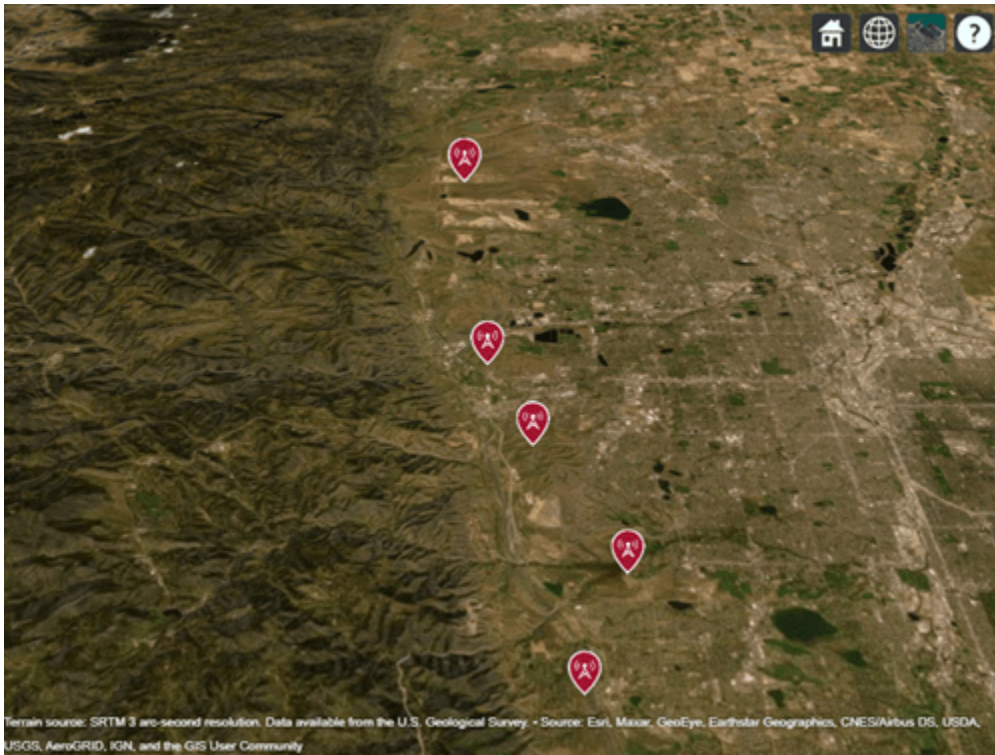 ?
Terrain source: SRTM 3 arc-second resolution. Data available from the U.S. Geological Survey. • Source: Esri, Maxar, GeoEye, Earthstar Geographics, CNES/Airbus DS, USDA,
USGS, AeroGRID, IGN, and the GIS User Community